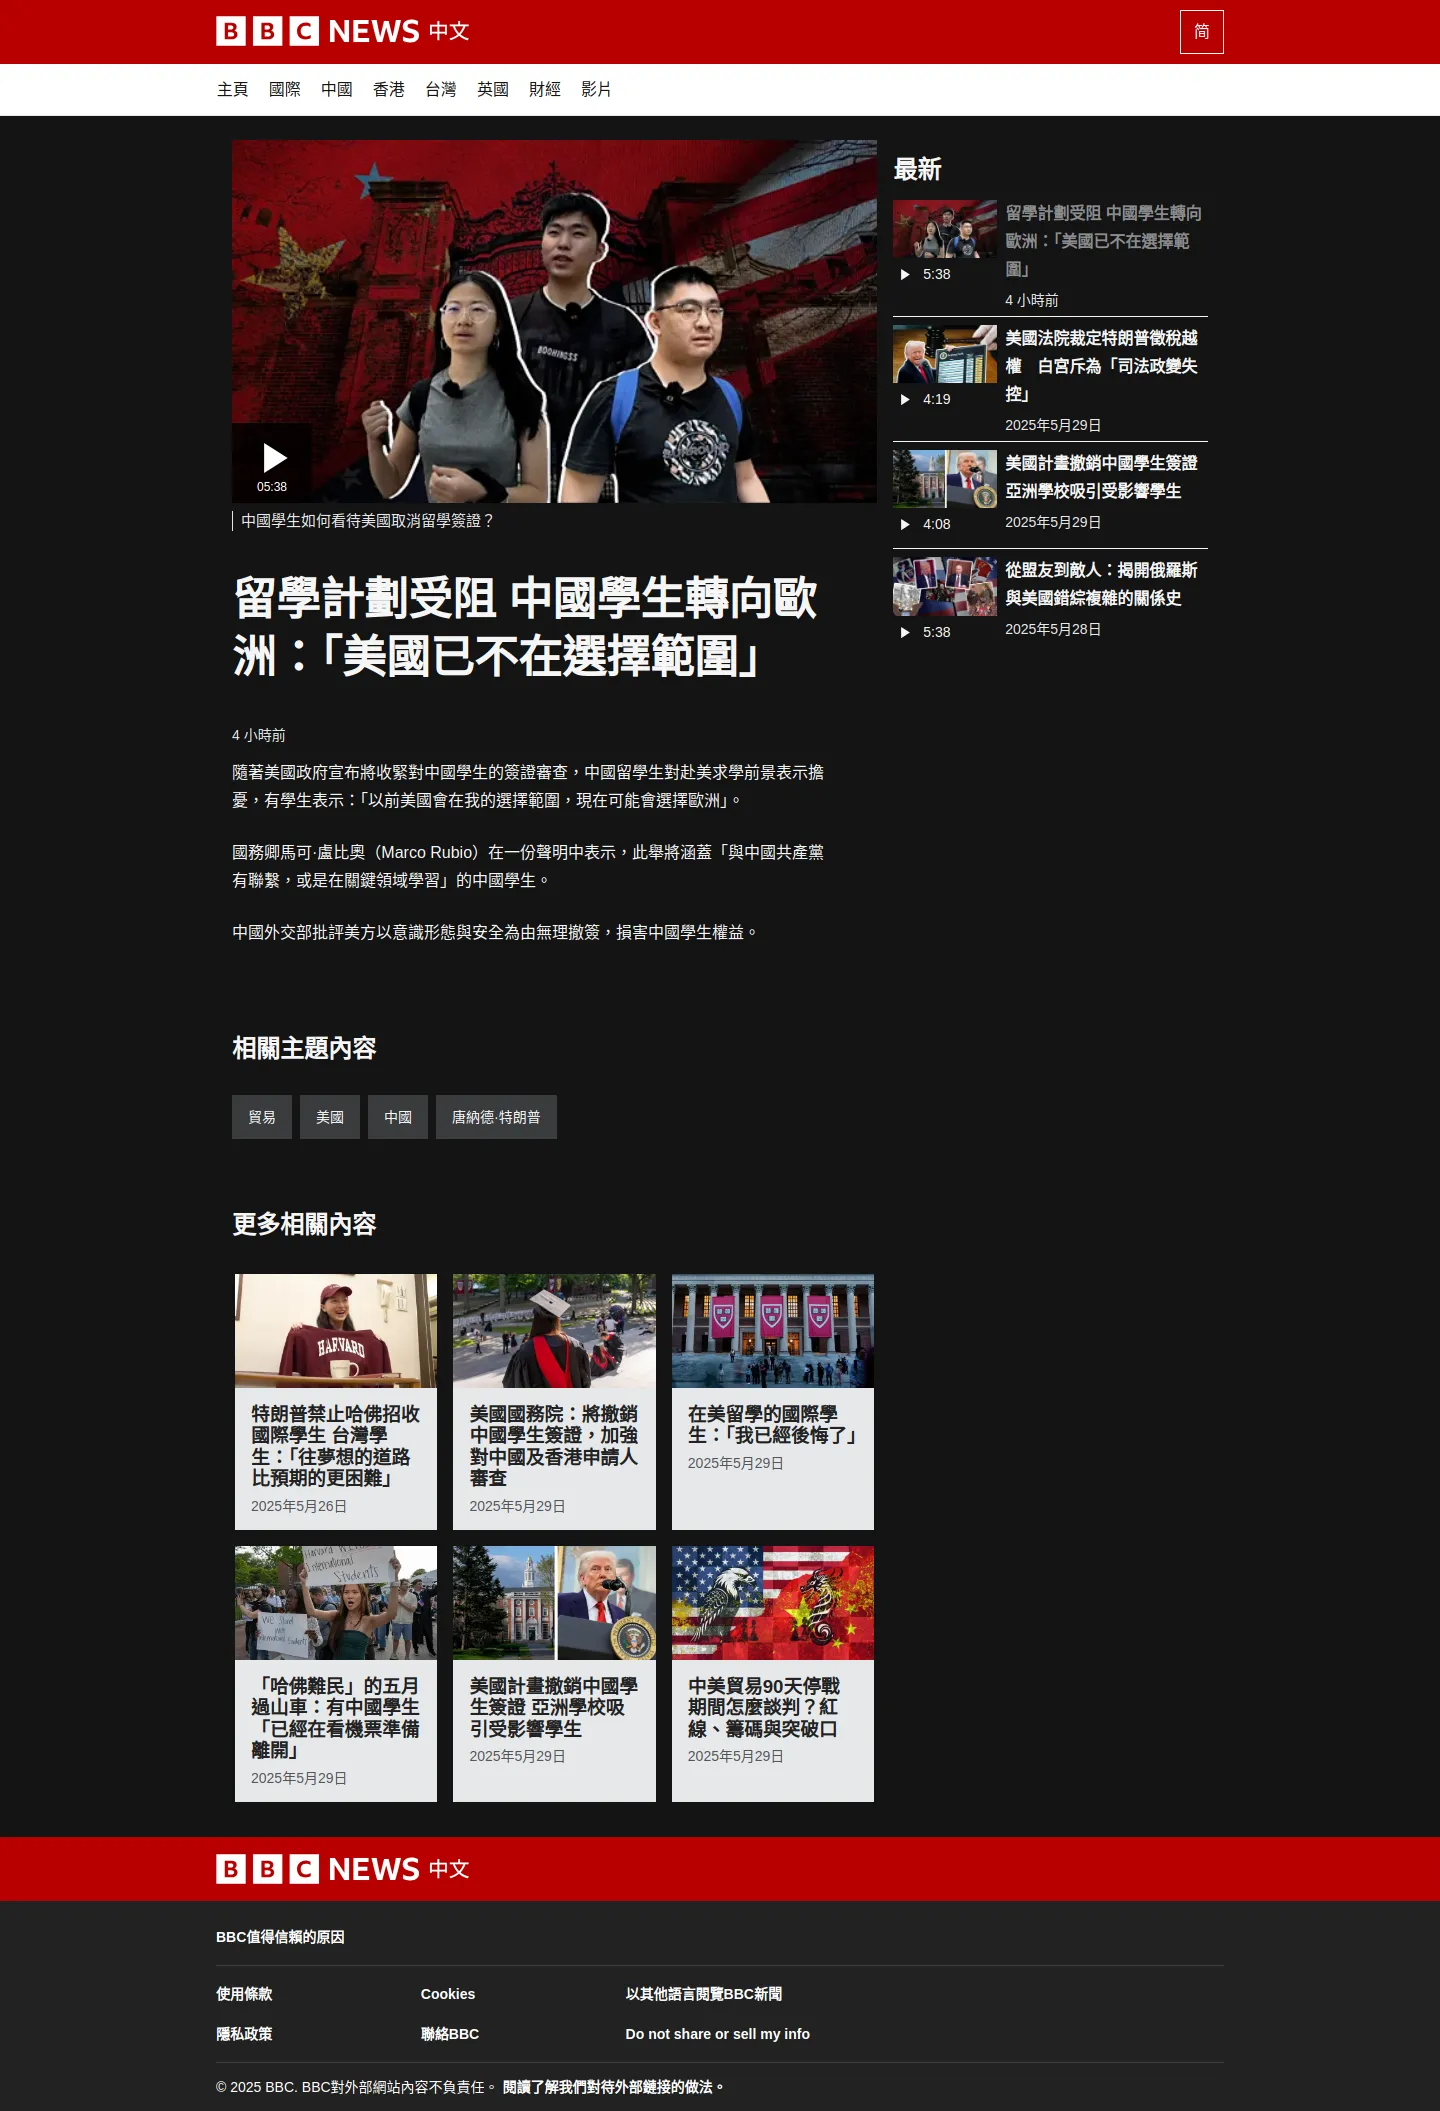 BBC NEWS 中文
简
主頁 國際 中國 香港 台灣 英國 財經 影片
BOOHINGSS
05:38
中國學生如何看待美國取消留學簽證？
留學計劃受阻 中國學生轉向歐
洲：「美國已不在選擇範圍」
4 小時前
隨著美國政府宣布將收緊對中國學生的簽證審查，中國留學生對赴美求學前景表示擔
憂，有學生表示：「以前美國會在我的選擇範圍，現在可能會選擇歐洲」。
國務卿馬可·盧比奧（Marco Rubio）在一份聲明中表示，此舉將涵蓋「與中國共產黨
有聯繫，或是在關鍵領域學習」的中國學生。
中國外交部批評美方以意識形態與安全為由無理撤簽，損害中國學生權益。
最新
留學計劃受阻 中國學生轉向
歐洲：「美國已不在選擇範
圍」
5:38
4 小時前
美國法院裁定特朗普徵稅越
權　白宮斥為「司法政變失
控」
4:19
2025年5月29日
美國計畫撤銷中國學生簽證
亞洲學校吸引受影響學生
4:08
2025年5月29日
從盟友到敵人：揭開俄羅斯
與美國錯綜複雜的關係史
5:38
2025年5月28日
相關主題內容
貿易 美國 中國 唐納德·特朗普
更多相關內容
HARVARD
特朗普禁止哈佛招收
國際學生 台灣學
生：「往夢想的道路
比預期的更困難」
2025年5月26日
美國國務院：將撤銷
中國學生簽證，加強
對中國及香港申請人
審查
2025年5月29日
在美留學的國際學
生：「我已經後悔了」
2025年5月29日
International
Students
「哈佛難民」的五月
過山車：有中國學生
「已經在看機票準備
離開」
2025年5月29日
美國計畫撤銷中國學
生簽證 亞洲學校吸
引受影響學生
2025年5月29日
中美貿易90天停戰
期間怎麼談判？紅
線、籌碼與突破口
2025年5月29日
BBC NEWS 中文
BBC值得信賴的原因
使用條款 Cookies 以其他語言閱覽BBC新聞
隱私政策 聯絡BBC Do not share or sell my info
© 2025 BBC. BBC對外部網站內容不負責任。 閱讀了解我們對待外部鏈接的做法。